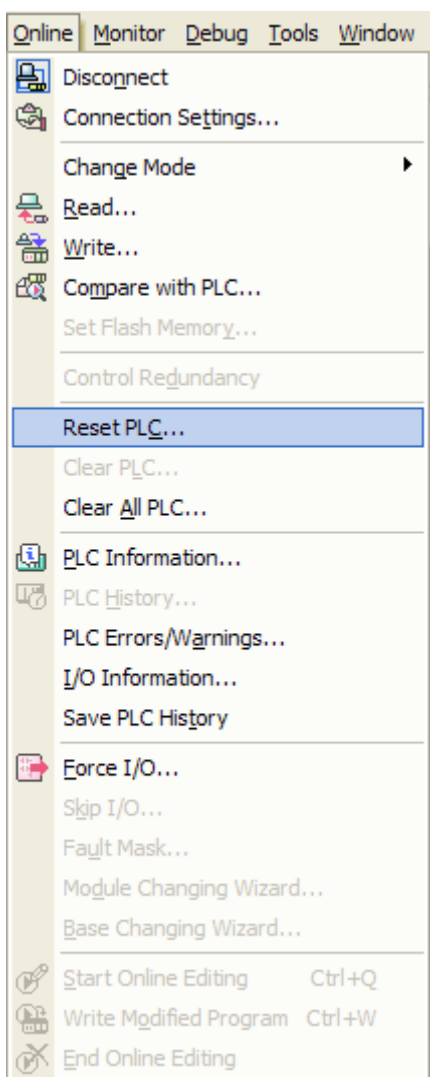 Online Monitor Debug Tools Window
Disconnect
Connection Settings...
Change Mode
Read...
Write...
Compare with PLC...
Set Flash Memory...
Control Redundancy
Reset PLC...
Clear PLC...
Clear All PLC...
PLC Information...
PLC History...
PLC Errors/Warnings...
I/O Information...
Save PLC History
Force I/O...
Skip I/O...
Fault Mask...
Module Changing Wizard...
Base Changing Wizard...
Start Online Editing Ctrl+Q
Write Modified Program Ctrl+W
End Online Editing